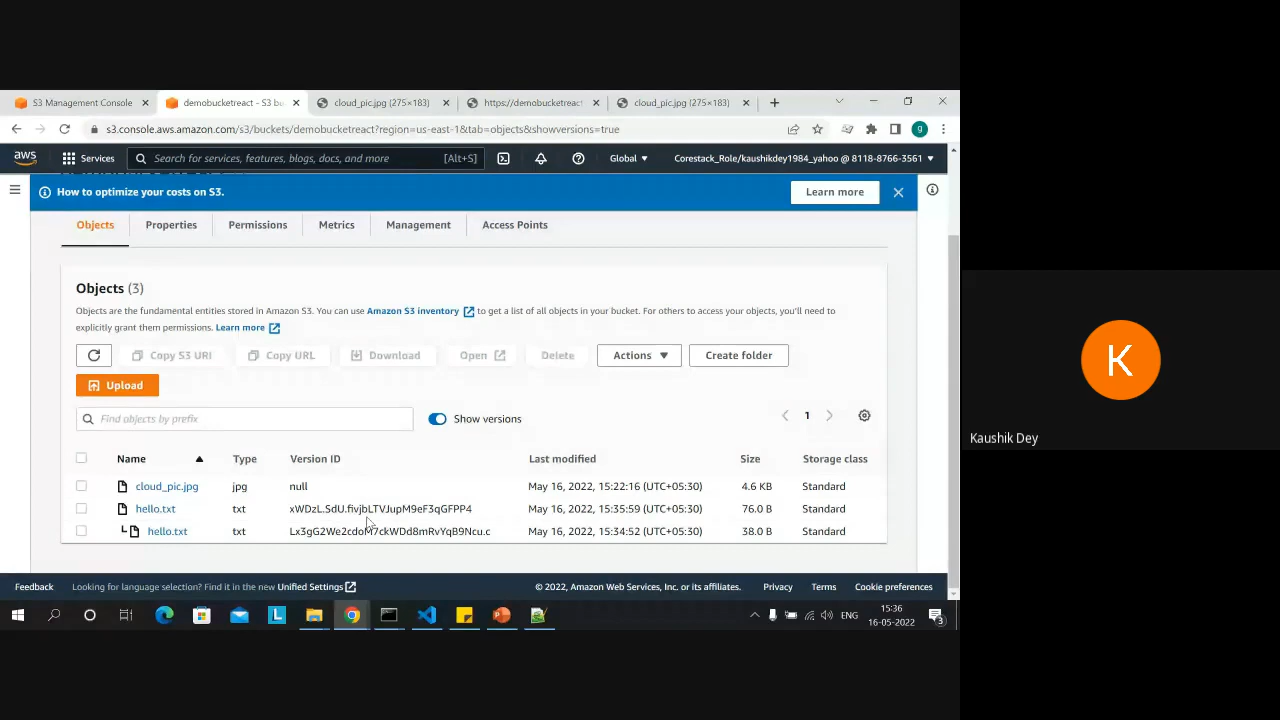 S3 Management Console
demobucketreact - S3 bu
cloud_pic.jpg (275×183)
https://demobucketreact
cloud_pic.jpg (275×183)
s3.console.aws.amazon.com/s3/buckets/demobucketreact?region=us-east-1&tab=objects&showversions=true
g
aws
Services
Search for services, features, blogs, docs, and more
[Alt+S]
Global
Corestack_Role/kaushikdey1984_yahoo @ 8118-8766-3561
How to optimize your costs on S3.
Learn more
Objects
Properties
Permissions
Metrics
Management
Access Points
Objects (3)
Objects are the fundamental entities stored in Amazon S3. You can use Amazon S3 inventory to get a list of all objects in your bucket. For others to access your objects, you'll need to
explicitly grant them permissions. Learn more
Copy S3 URI
Copy URL
Download
Open
Delete
Actions
Create folder
Upload
Find objects by prefix
Show versions
1
Name Type Version ID Last modified Size Storage class
cloud_pic.jpg jpg null May 16, 2022, 15:22:16 (UTC+05:30) 4.6 KB Standard
hello.txt txt xWDzL.SdU.fivjbLTVJupM9eF3qGFPP4 May 16, 2022, 15:35:59 (UTC+05:30) 76.0 B Standard
hello.txt txt May 16, 2022, 15:34:52 (UTC+05:30) 38.0 B Standard
Feedback
Looking for language selection? Find it in the new Unified Settings
© 2022, Amazon Web Services, Inc. or its affiliates.
Privacy
Terms
Cookie preferences
L
ENG
15:36
16-05-2022
3
K
Kaushik Dey